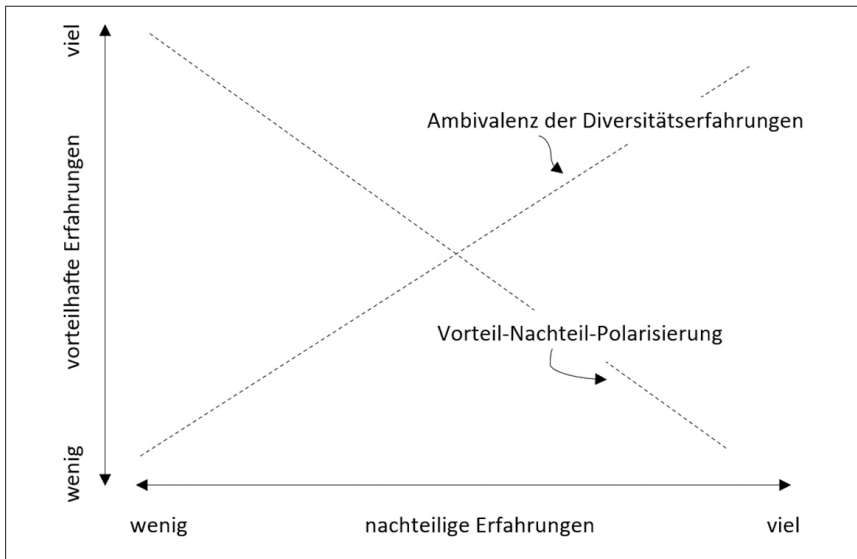 viel
vorteilhafte Erfahrungen
wenig
Ambivalenz der Diversitätserfahrungen
Vorteil-Nachteil-Polarisierung
wenig
nachteilige Erfahrungen
viel